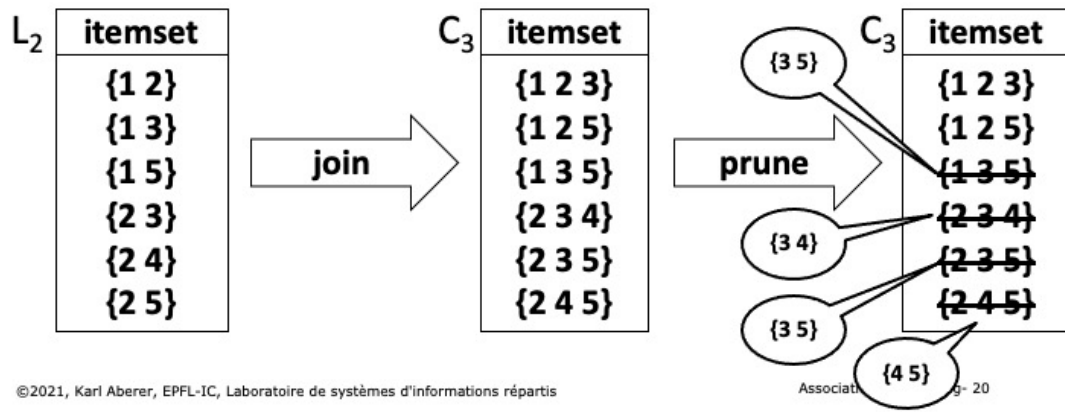 L2 itemset
{1 2}
{1 3}
{1 5}
{2 3}
{2 4}
{2 5}
join
C3 itemset
{1 2 3}
{1 2 5}
{1 3 5}
{2 3 4}
{2 3 5}
{2 4 5}
prune
{3 5}
{3 4}
{3 5}
{4 5}
C3 itemset
{1 2 3}
{1 2 5}
{1 3 5}
{2 3 4}
{2 3 5}
{2 4 5}
©2021, Karl Aberer, EPFL-IC, Laboratoire de systèmes d'informations répartis
Associati g- 20